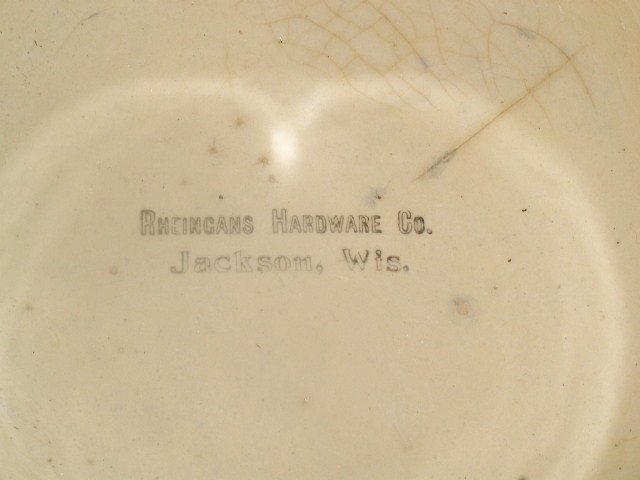 Rheingans Hardware Co.
Jackson, Wis.